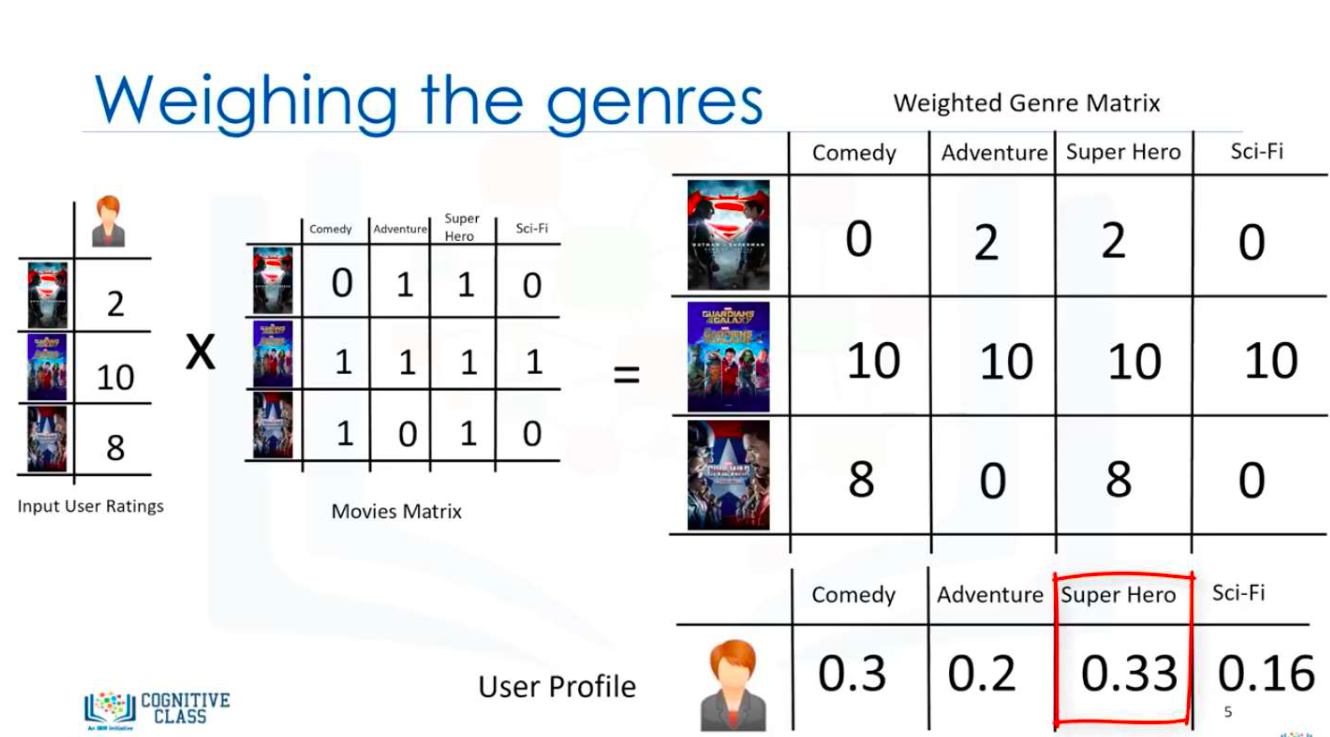 Weighing the genres
Weighted Genre Matrix
Comedy Adventure Super Hero Sci-Fi
0 2 2 0
10 10 10 10
8 0 8 0
2
10
8
Input User Ratings
X
Comedy Adventure Super Hero Sci-Fi
0 1 1 0
1 1 1 1
1 0 1 0
Movies Matrix
=
Comedy Adventure Super Hero Sci-Fi
User Profile 0.3 0.2 0.33 0.16
5
COGNITIVE
CLASS
An IBM Initiative